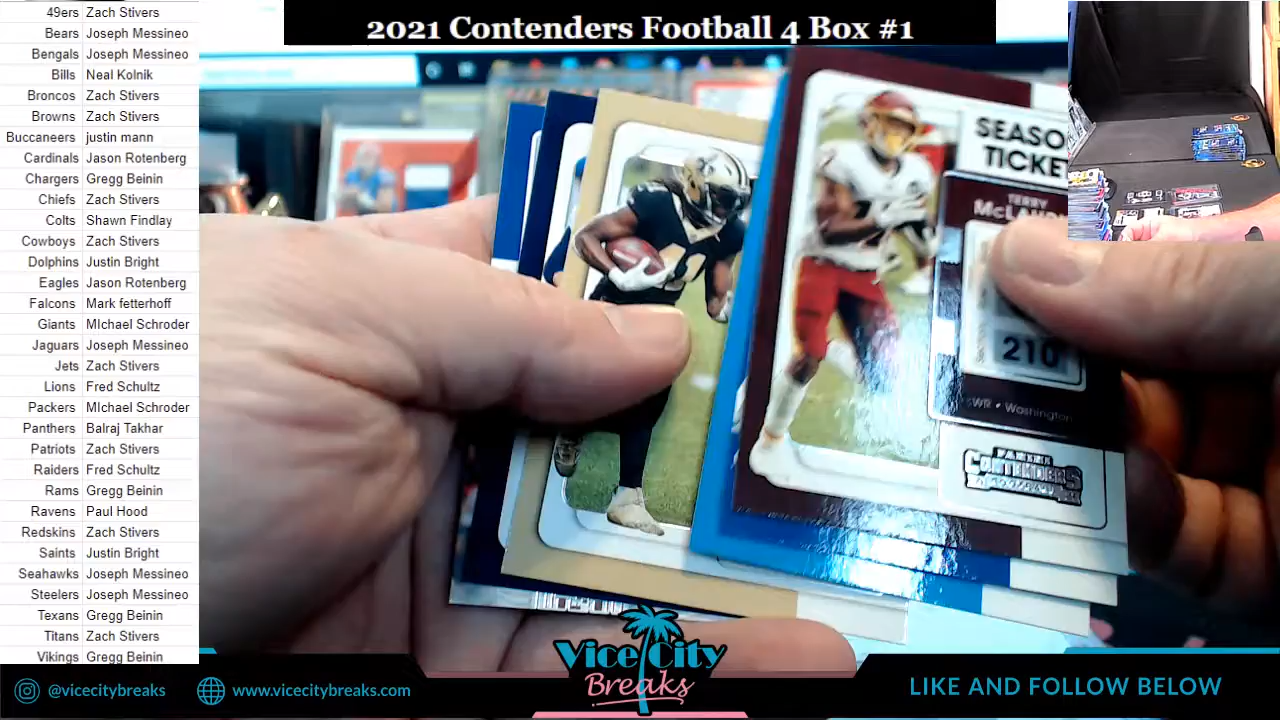 2021 Contenders Football 4 Box #1
49ers Zach Stivers
Bears Joseph Messineo
Bengals Joseph Messineo
Bills Neal Kolnik
Broncos Zach Stivers
Browns Zach Stivers
Buccaneers justin mann
Cardinals Jason Rotenberg
Chargers Gregg Beinin
Chiefs Zach Stivers
Colts Shawn Findlay
Cowboys Zach Stivers
Dolphins Justin Bright
Eagles Jason Rotenberg
Falcons Mark fetterhoff
Giants MIchael Schroder
Jaguars Joseph Messineo
Jets Zach Stivers
Lions Fred Schultz
Packers MIchael Schroder
Panthers Balraj Takhar
Patriots Zach Stivers
Raiders Fred Schultz
Rams Gregg Beinin
Ravens Paul Hood
Redskins Zach Stivers
Saints Justin Bright
Seahawks Joseph Messineo
Steelers Joseph Messineo
Texans Gregg Beinin
Titans Zach Stivers
Vikings Gregg Beinin
SEASO
TICKE
TERRY
McLAU
210
WR • Washington
PANINI
CONTENDERS
FOOTBALL
41
@vicecitybreaks
www.vicecitybreaks.com
Vice City
Breaks
LIKE AND FOLLOW BELOW